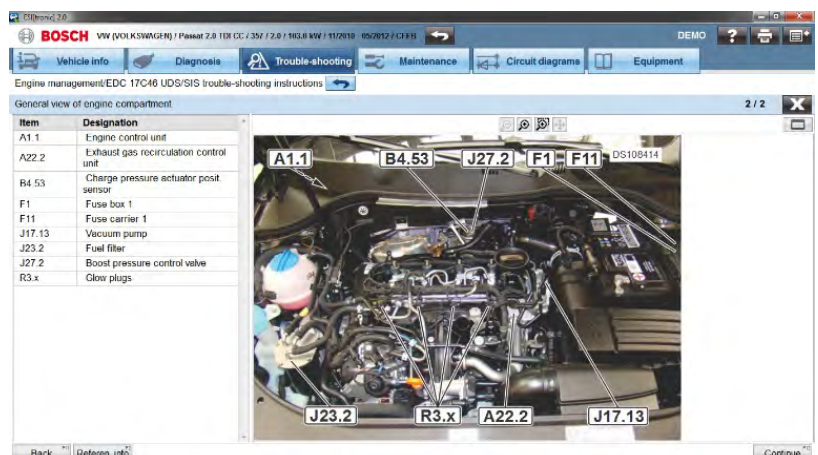 ESI[tronic] 2.0
BOSCH VW (VOLKSWAGEN) / Passat 2.0 TDI CC / 357 / 2.0 / 103.0 kW / 11/2010 - 05/2012 / CFFB DEMO ?
Vehicle info Diagnosis Trouble-shooting Maintenance Circuit diagrams Equipment
Engine management/EDC 17C46 UDS/SIS trouble-shooting instructions
General view of engine compartment 2 / 2 X
Item Designation
A1.1 Engine control unit
A22.2 Exhaust gas recirculation control
unit
B4.53 Charge pressure actuator posit.
sensor
F1 Fuse box 1
F11 Fuse carrier 1
J17.13 Vacuum pump
J23.2 Fuel filter
J27.2 Boost pressure control valve
R3.x Glow plugs
A1.1 B4.53 J27.2 F1 F11 DS108414
J23.2 R3.x A22.2 J17.13
Back Referen. info Continue